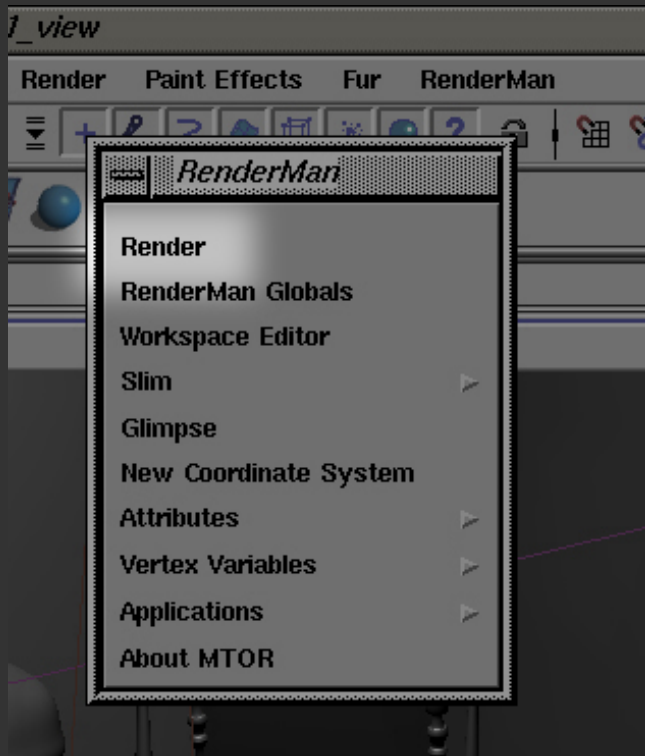 1_view
Render Paint Effects Fur RenderMan
RenderMan
Render
RenderMan Globals
Workspace Editor
Slim
Glimpse
New Coordinate System
Attributes
Vertex Variables
Applications
About MTOR